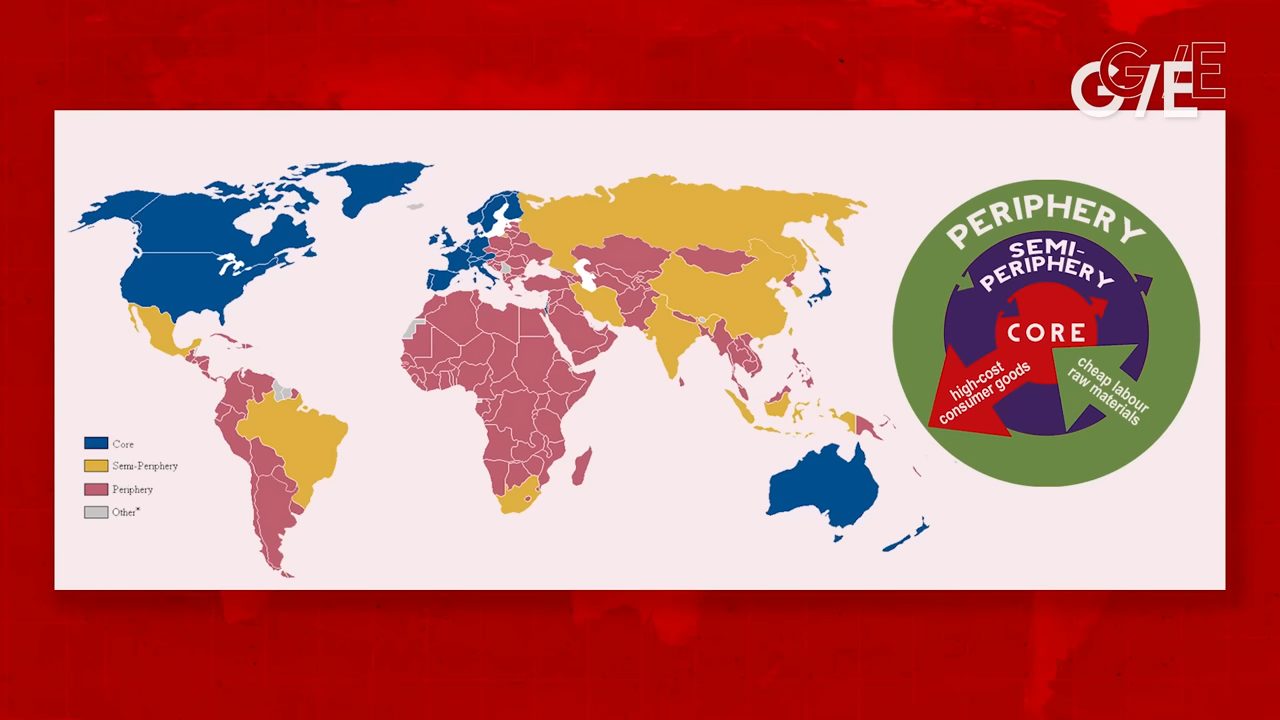 G/E
G/E
PERIPHERY
SEMI-
PERIPHERY
CORE
high-cost
consumer goods
cheap labour
raw materials
Core
Semi-Periphery
Periphery
Other*